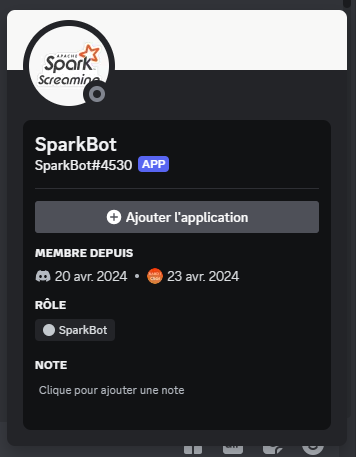 APACHE
Spark
Screaming
SparkBot
SparkBot#4530 APP
Ajouter l'application
MEMBRE DEPUIS
20 avr. 2024 • 23 avr. 2024
RÔLE
SparkBot
NOTE
Clique pour ajouter une note